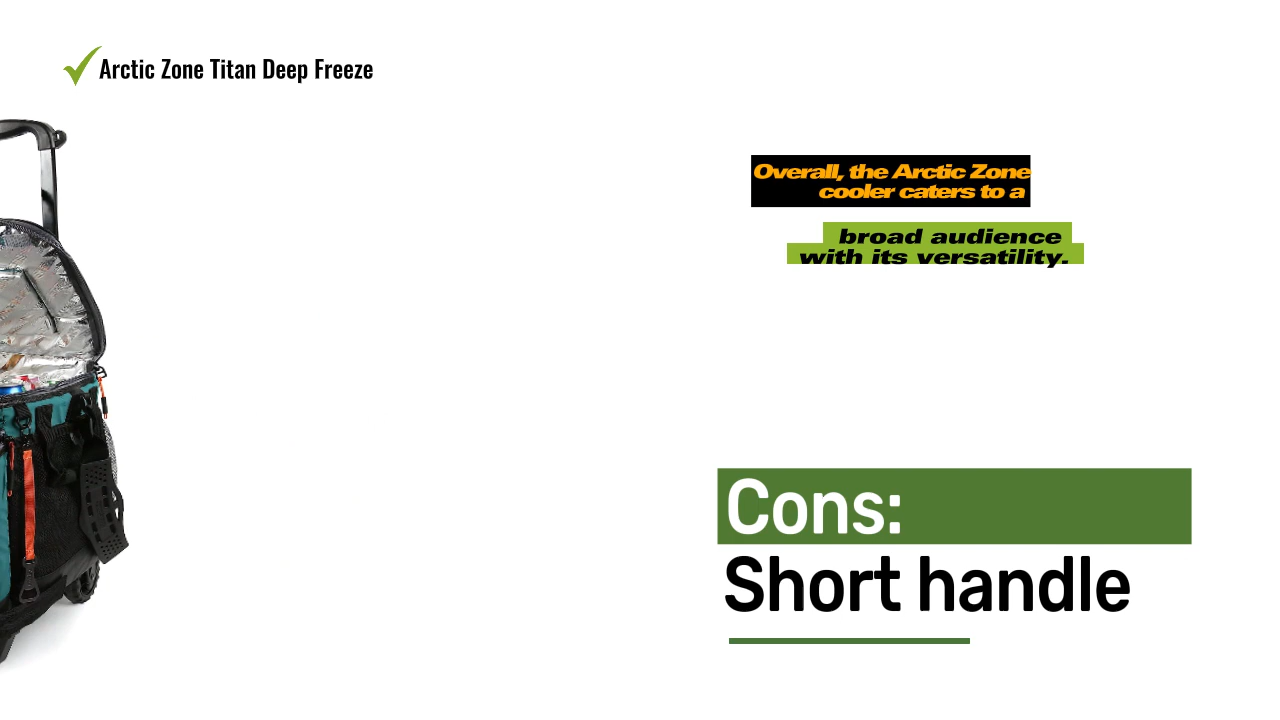 Arctic Zone Titan Deep Freeze
Overall, the Arctic Zone
cooler caters to a
broad audience
with its versatility.
Cons:
Short handle